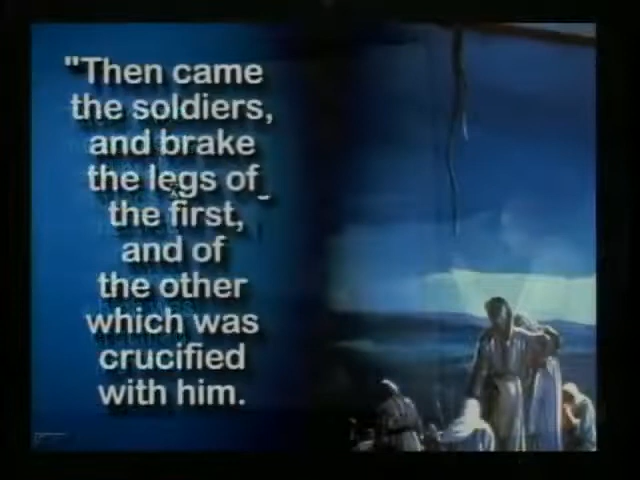 "Then came
the soldiers,
and brake
the legs of
the first,
and of
the other
which was
crucified
with him.